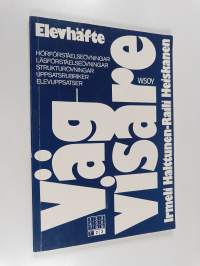 Elevhäfte
HÖRFÖRSTÅELSEÖVNINGAR
LÄSFÖRSTÅELSEÖVNINGAR
STRUKTURÖVNINGAR
UPPSATSRUBRIKER
ELEVUPPSATSER
WSOY
Väg
visare
Irmeli Halttunen-Raili Heiskanen